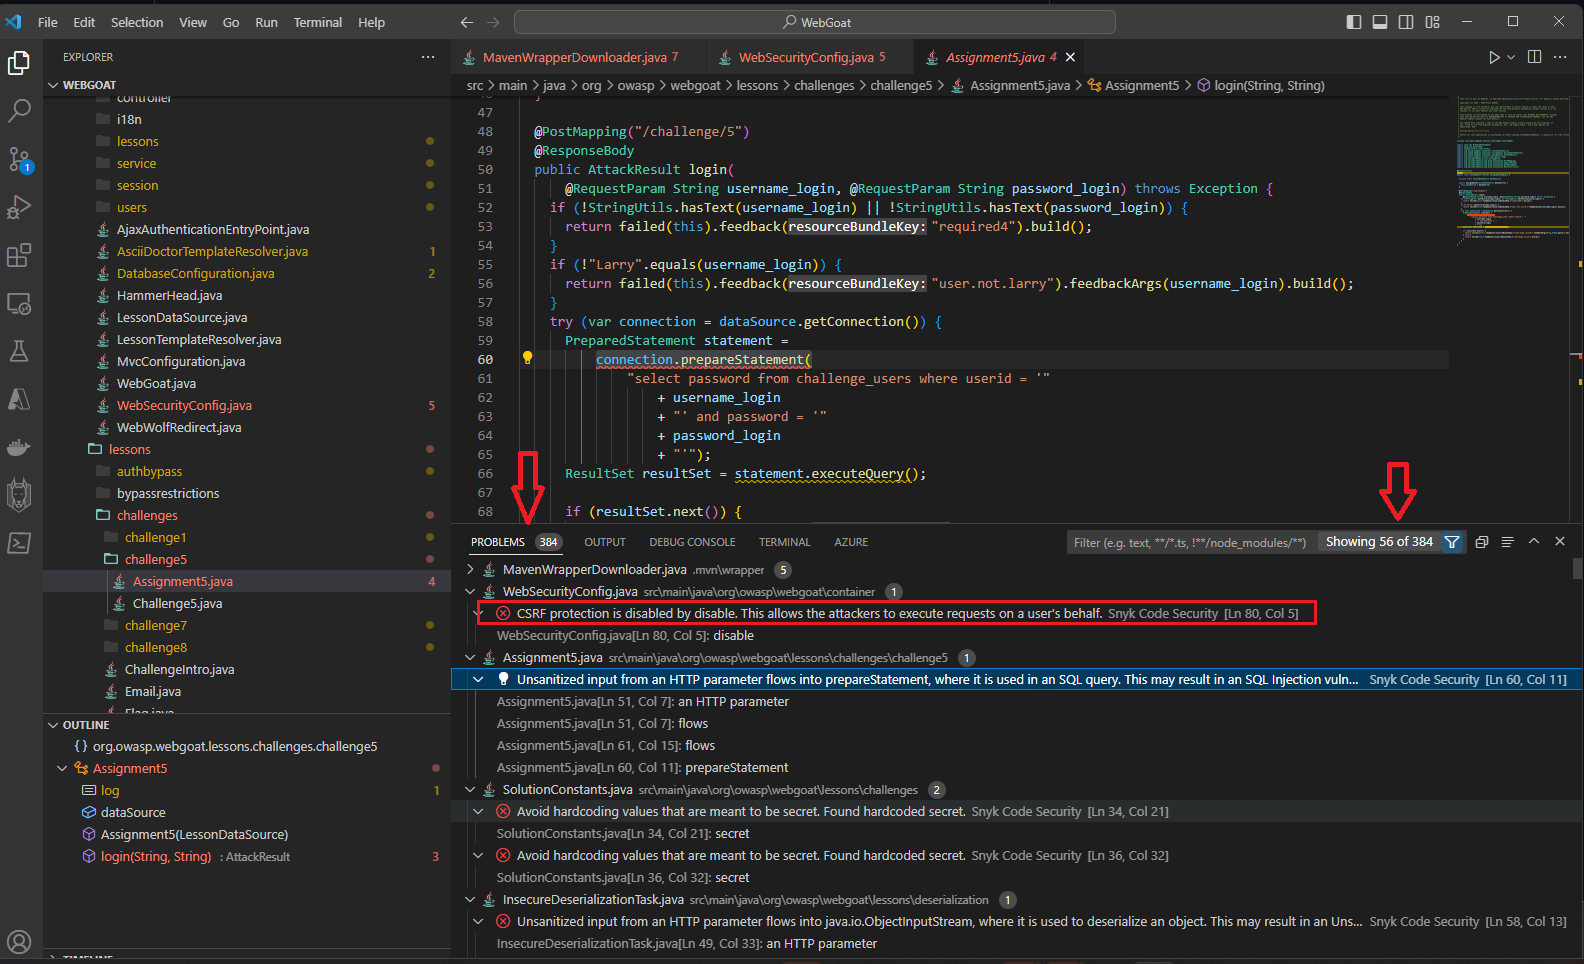 File Edit Selection View Go Run Terminal Help
WebGoat
EXPLORER
WEBGOAT
controller
i18n
lessons
service
session
users
AjaxAuthenticationEntryPoint.java
AsciiDoctorTemplateResolver.java 1
DatabaseConfiguration.java 2
HammerHead.java
LessonDataSource.java
LessonTemplateResolver.java
MvcConfiguration.java
WebGoat.java
WebSecurityConfig.java 5
WebWolfRedirect.java
lessons
authbypass
bypassrestrictions
challenges
challenge1
challenge5
Assignment5.java 4
Challenge5.java
challenge7
challenge8
ChallengeIntro.java
Email.java
Flag.java
OUTLINE
{} org.owasp.webgoat.lessons.challenges.challenge5
Assignment5
log 1
dataSource
Assignment5(LessonDataSource)
login(String, String) : AttackResult 3
TIMELINE
1
MavenWrapperDownloader.java 7 WebSecurityConfig.java 5 Assignment5.java 4
src > main > java > org > owasp > webgoat > lessons > challenges > challenge5 > Assignment5.java > Assignment5 > login(String, String)
46 }
47
48 @PostMapping("/challenge/5")
49 @ResponseBody
50 public AttackResult login(
51 @RequestParam String username_login, @RequestParam String password_login) throws Exception {
52 if (!StringUtils.hasText(username_login) || !StringUtils.hasText(password_login)) {
53 return failed(this).feedback(resourceBundleKey: "required4").build();
54 }
55 if (!"Larry".equals(username_login)) {
56 return failed(this).feedback(resourceBundleKey: "user.not.larry").feedbackArgs(username_login).build();
57 }
58 try (var connection = dataSource.getConnection()) {
59 PreparedStatement statement =
60 connection.prepareStatement(
61 "select password from challenge_users where userid = '"
62 + username_login
63 + "' and password = '"
64 + password_login
65 + "'");
66 ResultSet resultSet = statement.executeQuery();
67
68 if (resultSet.next()) {
PROBLEMS 384 OUTPUT DEBUG CONSOLE TERMINAL AZURE
Filter (e.g. text, **/*.ts, !**/node_modules/**) Showing 56 of 384
MavenWrapperDownloader.java .mvn\wrapper 5
WebSecurityConfig.java src\main\java\org\owasp\webgoat\container 1
CSRF protection is disabled by disable. This allows the attackers to execute requests on a user's behalf. Snyk Code Security [Ln 80, Col 5]
WebSecurityConfig.java[Ln 80, Col 5]: disable
Assignment5.java src\main\java\org\owasp\webgoat\lessons\challenges\challenge5 1
Unsanitized input from an HTTP parameter flows into prepareStatement, where it is used in an SQL query. This may result in an SQL Injection vuln... Snyk Code Security [Ln 60, Col 11]
Assignment5.java[Ln 51, Col 7]: an HTTP parameter
Assignment5.java[Ln 51, Col 7]: flows
Assignment5.java[Ln 61, Col 15]: flows
Assignment5.java[Ln 60, Col 11]: prepareStatement
SolutionConstants.java src\main\java\org\owasp\webgoat\lessons\challenges 2
Avoid hardcoding values that are meant to be secret. Found hardcoded secret. Snyk Code Security [Ln 34, Col 21]
SolutionConstants.java[Ln 34, Col 21]: secret
Avoid hardcoding values that are meant to be secret. Found hardcoded secret. Snyk Code Security [Ln 36, Col 32]
SolutionConstants.java[Ln 36, Col 32]: secret
InsecureDeserializationTask.java src\main\java\org\owasp\webgoat\lessons\deserialization 1
Unsanitized input from an HTTP parameter flows into java.io.ObjectInputStream, where it is used to deserialize an object. This may result in an Uns... Snyk Code Security [Ln 58, Col 13]
InsecureDeserializationTask.java[Ln 49, Col 33]: an HTTP parameter